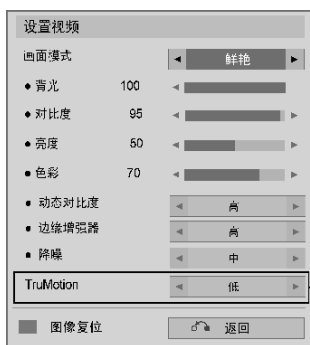 设置视频
画面模式 ◄ 鲜艳 ►
• 背光 100
• 对比度 95
• 亮度 50
• 色彩 70
• 动态对比度 高
• 边缘增强器 高
• 降噪 中
TruMotion 低
图像复位 返回